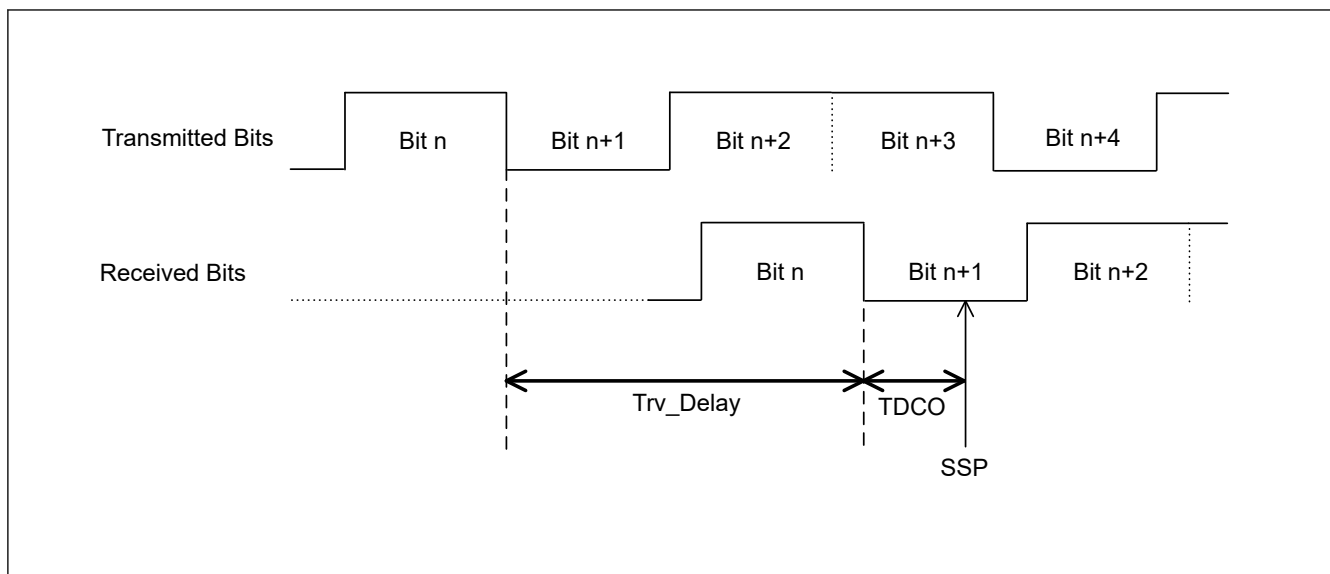 Transmitted Bits
Bit n
Bit n+1
Bit n+2
Bit n+3
Bit n+4
Received Bits
Bit n
Bit n+1
Bit n+2
Trv_Delay
TDCO
SSP